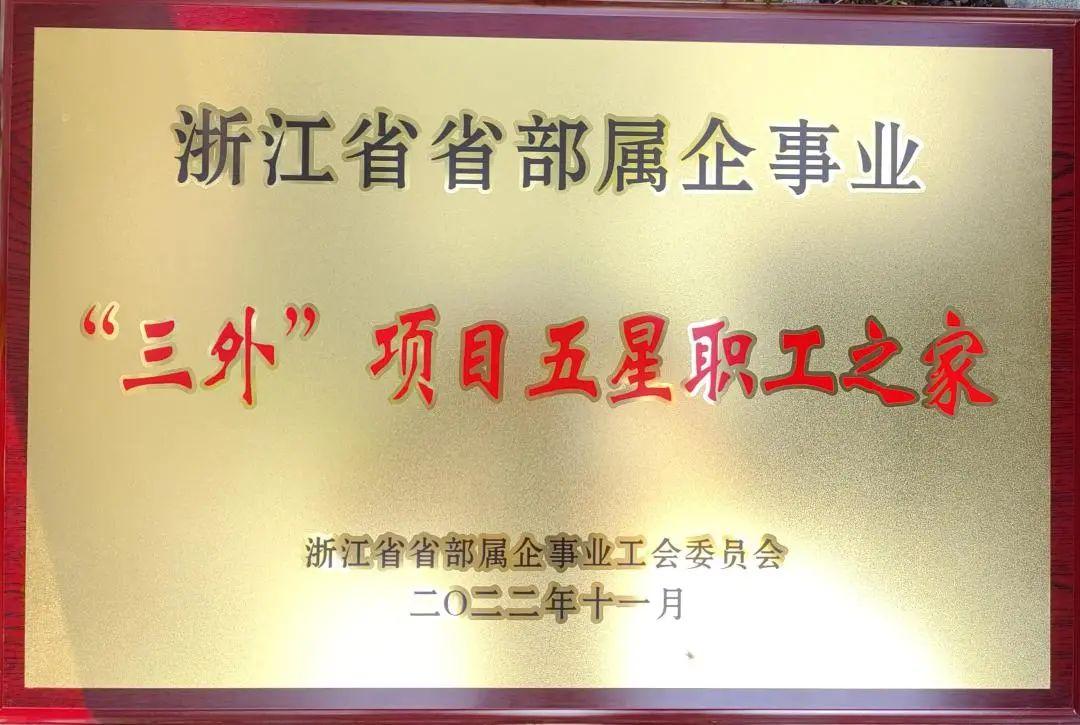 浙江省省部属企事业
“三外”项目五星职工之家
浙江省省部属企事业工会委员会
二〇二二年十一月